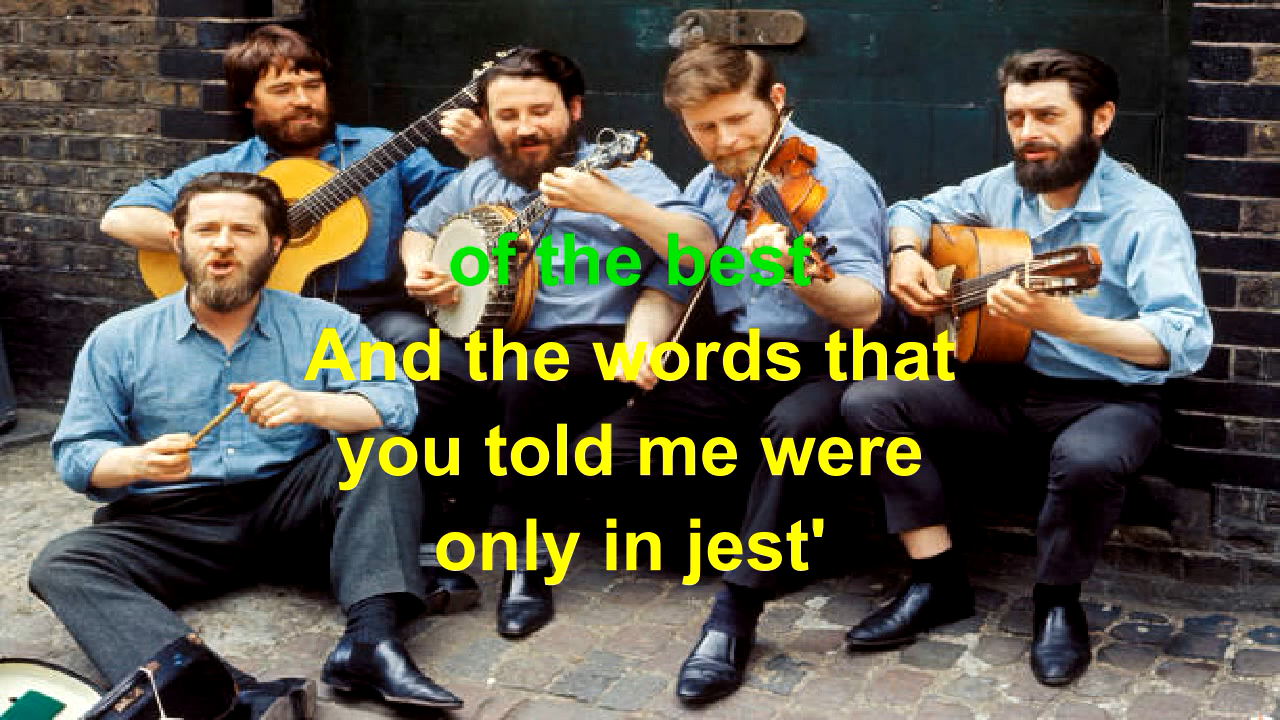 of the best
And the words that
you told me were
only in jest'